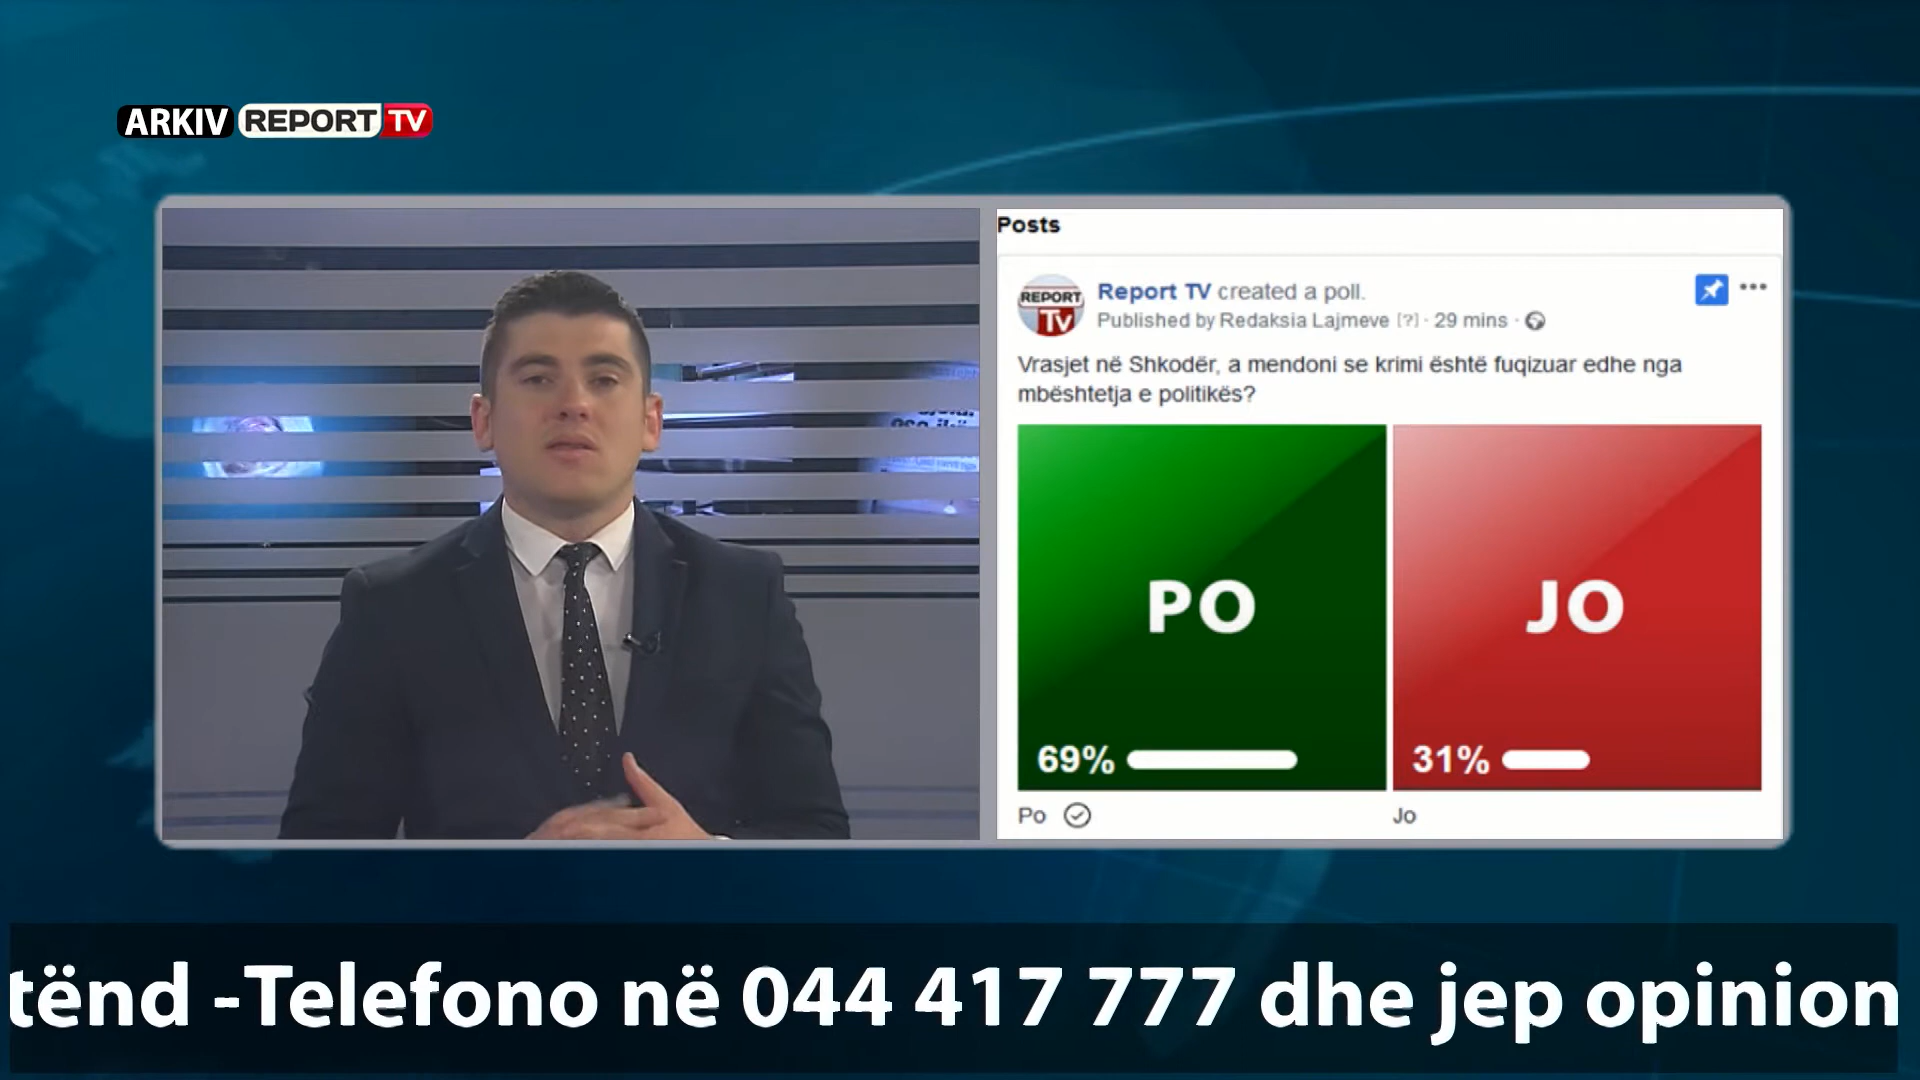 ARKIV REPORT TV
Posts
REPORT
Tv
Report TV created a poll.
Published by Redaksia Lajmeve [?] · 29 mins ·
Vrasjet në Shkodër, a mendoni se krimi është fuqizuar edhe nga
mbështetja e politikës?
PO JO
69% 31%
Po Jo
tënd -Telefono në 044 417 777 dhe jep opinion